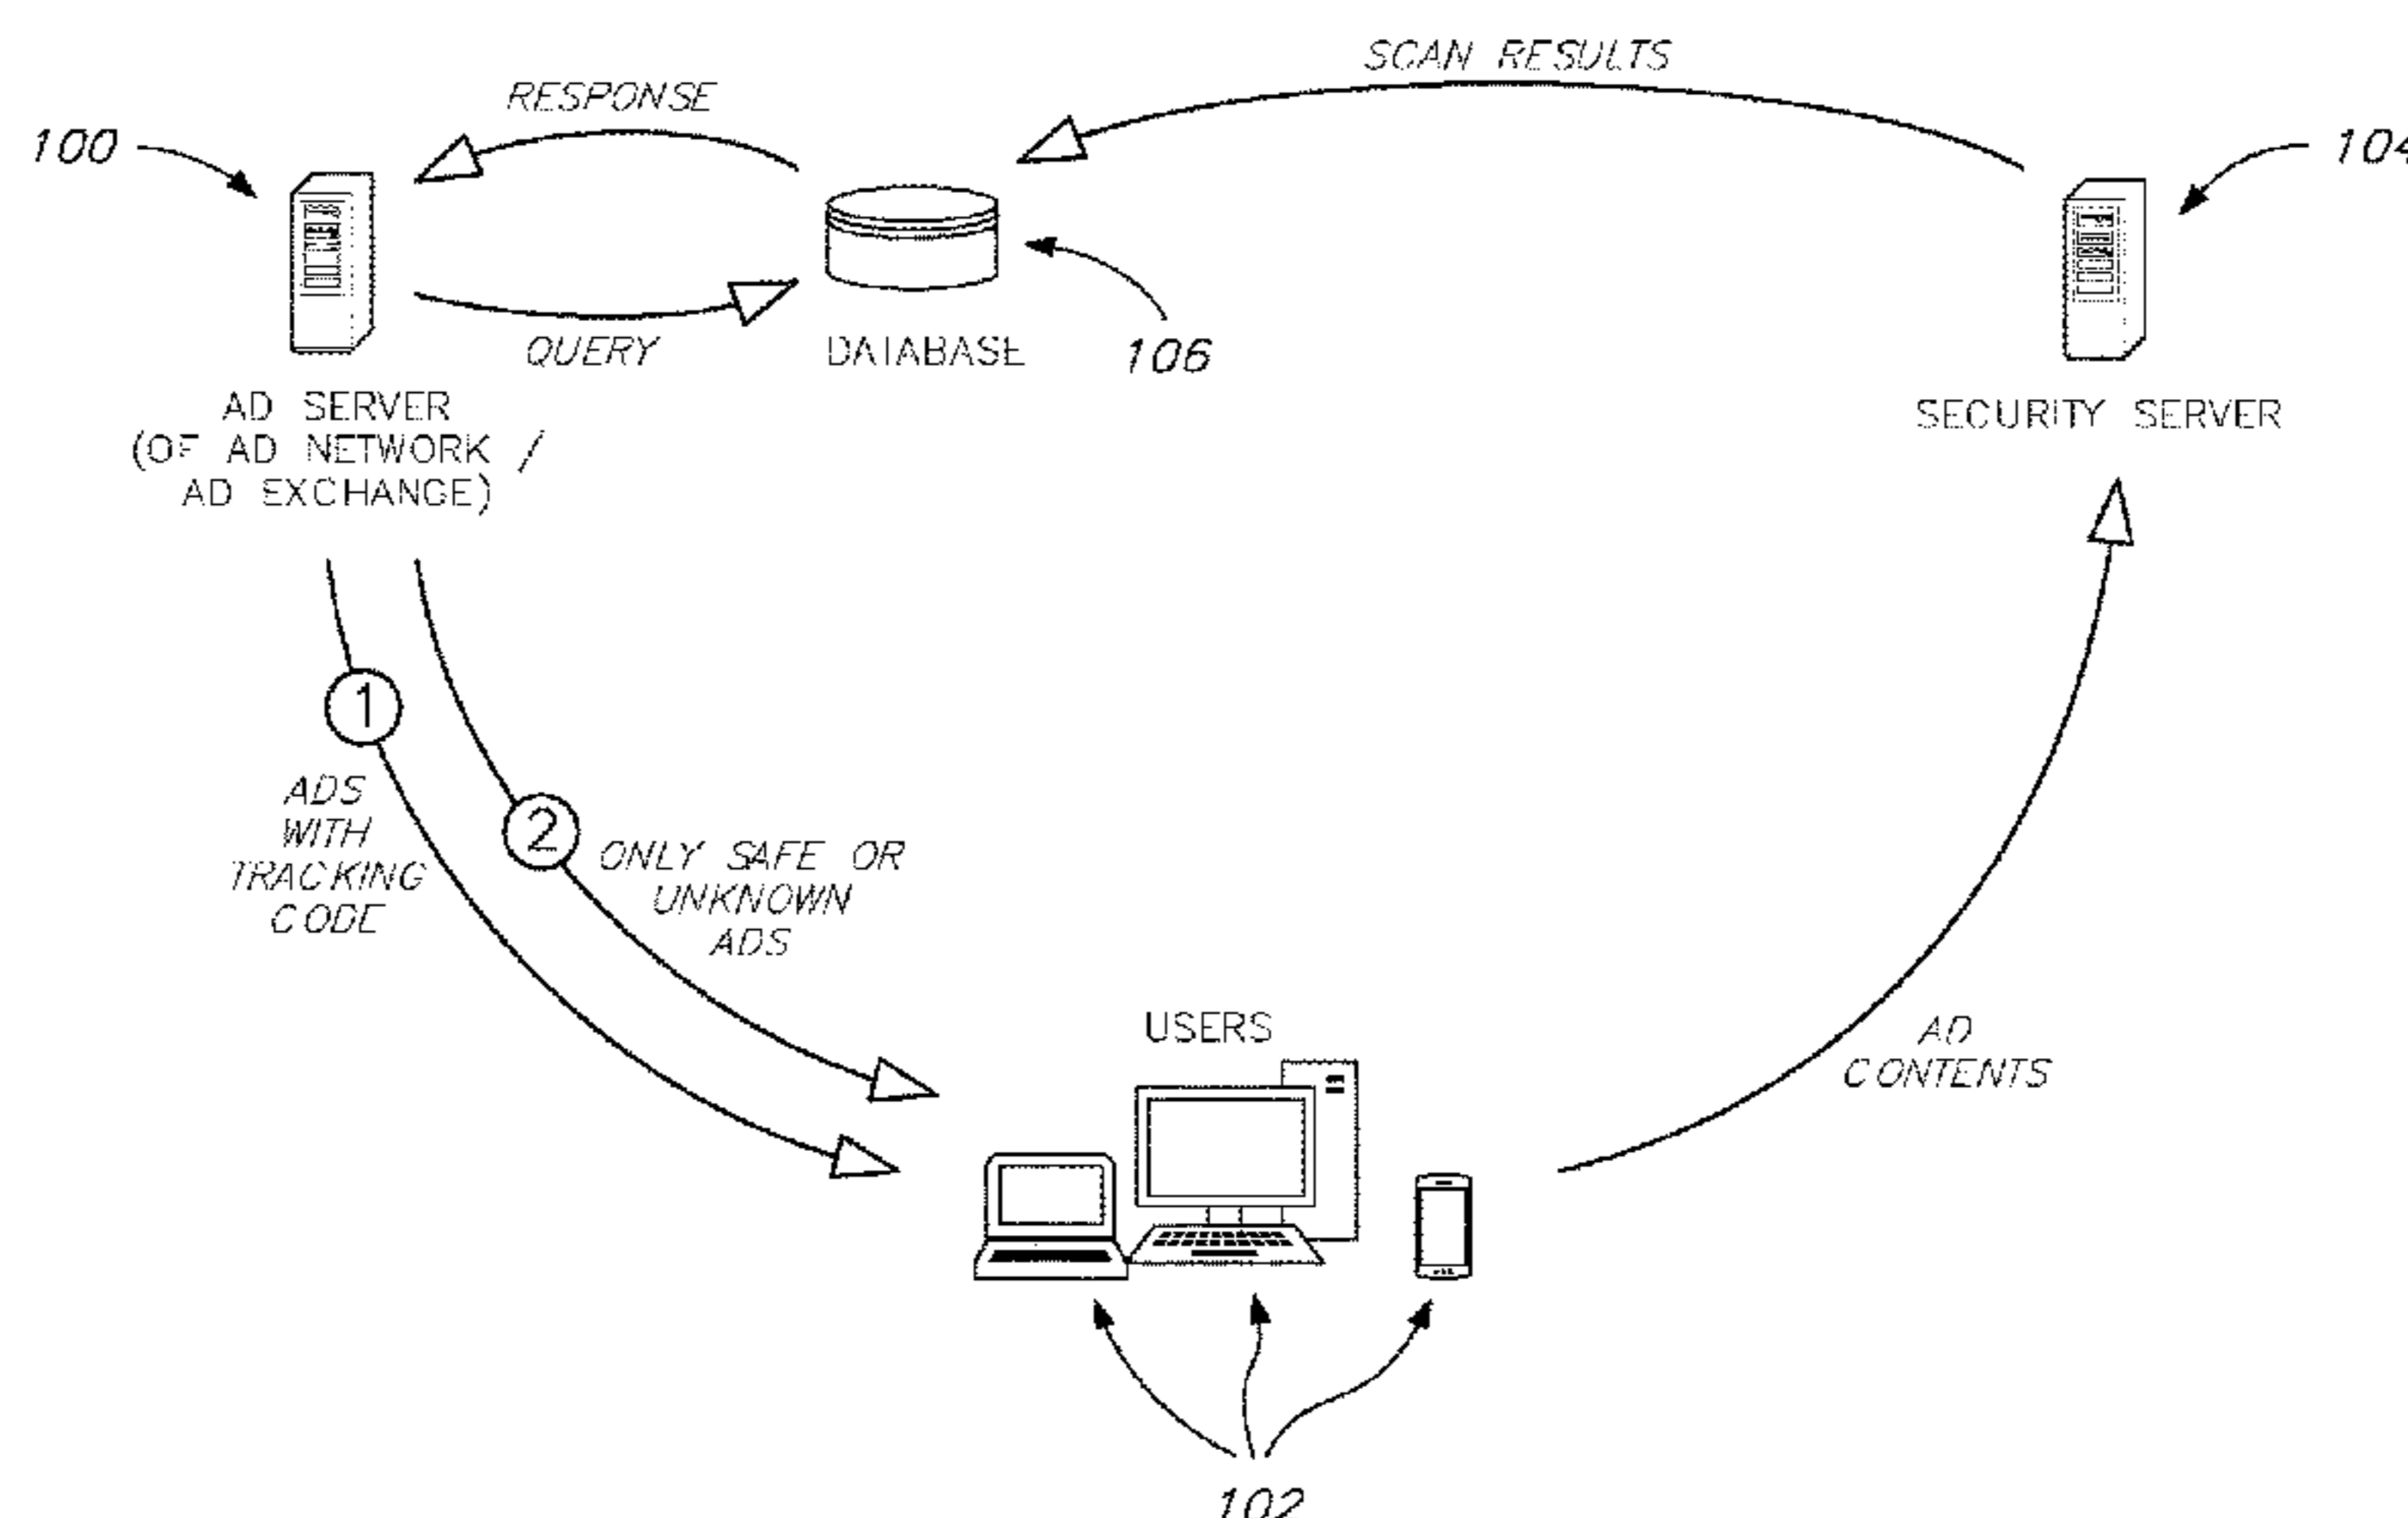 SCAN RESULTS
RESPONSE
100
104
QUERY
DATABASE
106
AD SERVER
(OF AD NETWORK /
AD EXCHANGE)
SECURITY SERVER
1
ADS
WITH
TRACKING
CODE
2
ONLY SAFE OR
UNKNOWN
ADS
USERS
AD
CONTENTS
102